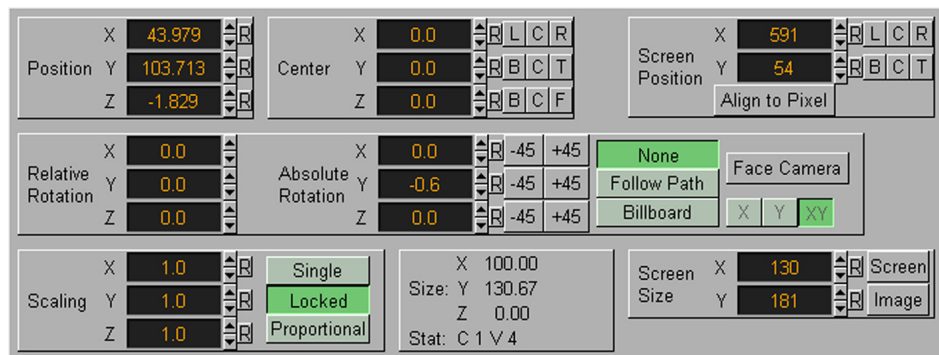 X 43.979 R
Position Y 103.713 R
Z -1.829 R
X 0.0 R L C R
Center Y 0.0 R B C T
Z 0.0 R B C F
X 591 R L C R
Screen
Position
Y 54 R B C T
Align to Pixel
X 0.0
Relative
Rotation
Y 0.0
Z 0.0
X 0.0 R -45 +45
Absolute
Rotation
Y -0.6 R -45 +45
Z 0.0 R -45 +45
None
Follow Path
Billboard
Face Camera
X Y XY
X 1.0 R
Scaling Y 1.0 R
Z 1.0 R
Single
Locked
Proportional
X 100.00
Size: Y 130.67
Z 0.00
Stat: C 1 V 4
Screen
Size
X 130 R Screen
Y 181 R Image